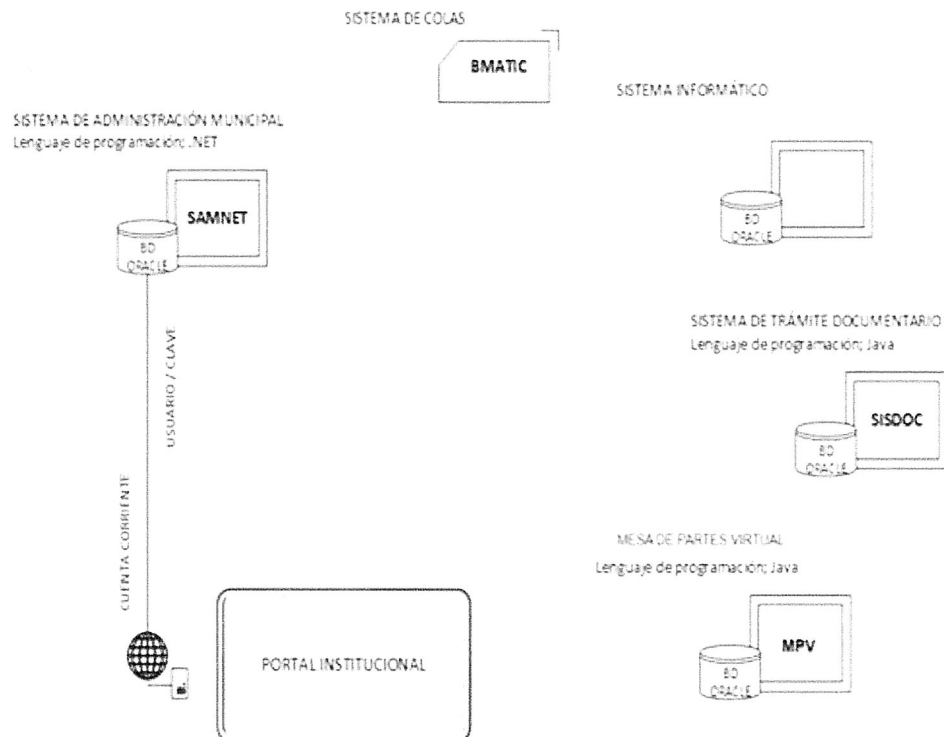 SISTEMA DE COLAS
BMATIC
SISTEMA INFORMÁTICO
SISTEMA DE ADMINISTRACIÓN MUNICIPAL
Lenguaje de programación; .NET
SAMNET
BD
ORACLE
BD
ORACLE
USUARIO / CLAVE
CUENTA CORRIENTE
SISTEMA DE TRÁMITE DOCUMENTARIO
Lenguaje de programación; Java
SISDOC
BD
ORACLE
MESA DE PARTES VIRTUAL
Lenguaje de programación; Java
MPV
BD
ORACLE
PORTAL INSTITUCIONAL